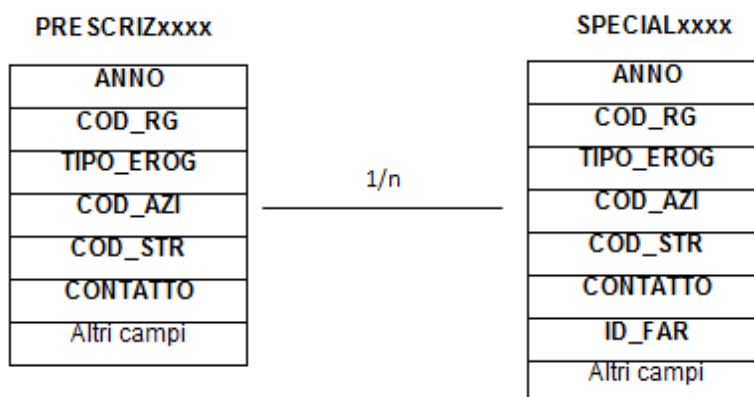 PRESCRIZxxxx
ANNO
COD_RG
TIPO_EROG
COD_AZI
COD_STR
CONTATTO
Altri campi
1/n
SPECIALxxxx
ANNO
COD_RG
TIPO_EROG
COD_AZI
COD_STR
CONTATTO
ID_FAR
Altri campi